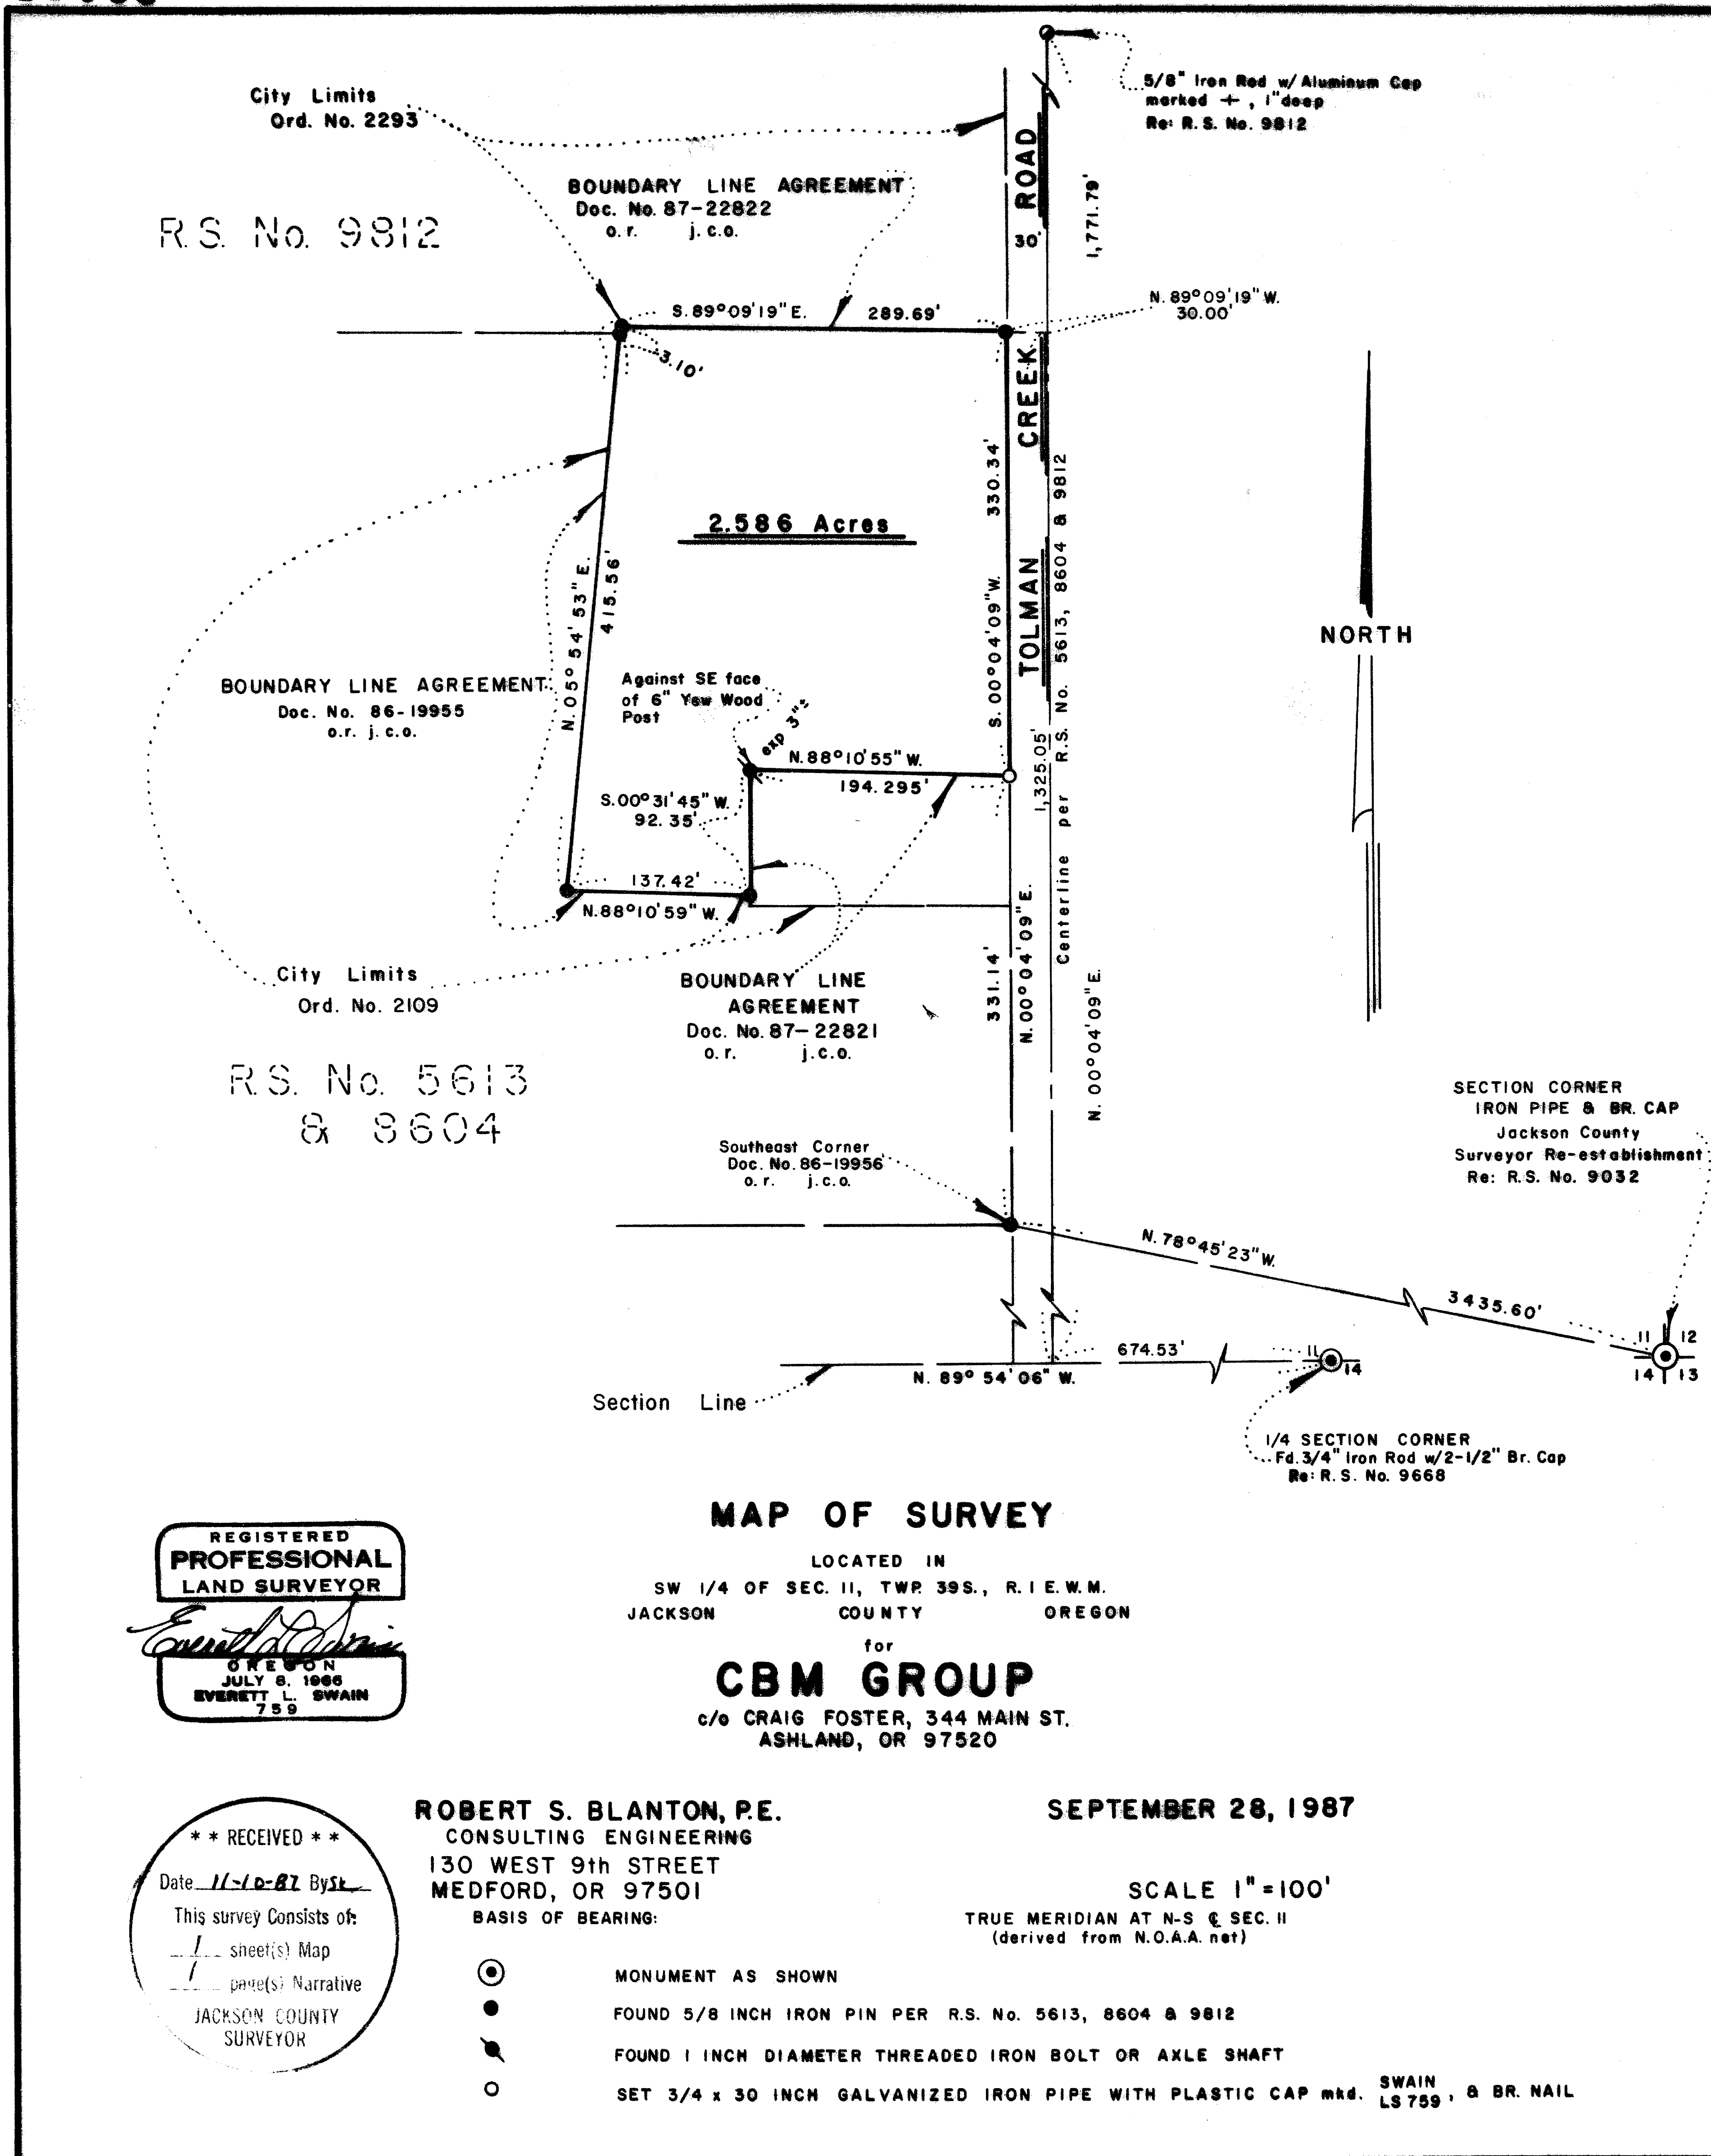 City Limits
Ord. No. 2293
5/8" Iron Rod w/Aluminum Cap
marked + , 1" deep
Re: R.S. No. 9812
BOUNDARY LINE AGREEMENT
Doc. No. 87-22822
o.r. j.c.o.
R.S. No. 9812
ROAD
30'
1,771.79'
S. 89°09'19" E. 289.69'
N. 89°09'19" W.
30.00'
3.10'
CREEK
330.34'
S. 00°04'09" W.
TOLMAN
2.586 Acres
N. 05°54'53" E.
415.56'
NORTH
BOUNDARY LINE AGREEMENT
Doc. No. 86-19955
o.r. j.c.o.
Against SE face
of 6" Yew Wood
Post
exp 3"±
N. 88°10'55" W.
194.295'
S. 00°31'45" W.
92.35'
1,325.05'
Centerline per R.S. No. 5613, 8604 & 9812
137.42'
N. 88°10'59" W.
City Limits
Ord. No. 2109
BOUNDARY LINE
AGREEMENT
Doc. No. 87-22821
o.r. j.c.o.
331.14'
N. 00°04'09" E.
N. 00°04'09" E.
R.S. No. 5613
& 8604
SECTION CORNER
IRON PIPE & BR. CAP
Jackson County
Surveyor Re-establishment
Re: R.S. No. 9032
Southeast Corner
Doc. No. 86-19956
o.r. j.c.o.
N. 78°45'23" W.
3435.60'
11 12
14 13
674.53'
11
14
N. 89°54'06" W.
Section Line
1/4 SECTION CORNER
Fd. 3/4" Iron Rod w/2-1/2" Br. Cap
Re: R.S. No. 9668
MAP OF SURVEY
LOCATED IN
SW 1/4 OF SEC. 11, TWP. 39S., R. 1 E. W. M.
JACKSON COUNTY OREGON
for
CBM GROUP
c/o CRAIG FOSTER, 344 MAIN ST.
ASHLAND, OR 97520
REGISTERED
PROFESSIONAL
LAND SURVEYOR
Everett L. Swain
OREGON
JULY 8, 1966
EVERETT L. SWAIN
759
ROBERT S. BLANTON, P.E.
CONSULTING ENGINEERING
130 WEST 9th STREET
MEDFORD, OR 97501
SEPTEMBER 28, 1987
SCALE 1"=100'
BASIS OF BEARING:
TRUE MERIDIAN AT N-S ℄ SEC. 11
(derived from N.O.A.A. net)
* * RECEIVED * *
Date 11-10-87 By SK
This survey Consists of:
1 sheet(s) Map
1 page(s) Narrative
JACKSON COUNTY
SURVEYOR
MONUMENT AS SHOWN
FOUND 5/8 INCH IRON PIN PER R.S. No. 5613, 8604 & 9812
FOUND 1 INCH DIAMETER THREADED IRON BOLT OR AXLE SHAFT
SET 3/4 x 30 INCH GALVANIZED IRON PIPE WITH PLASTIC CAP mkd. SWAIN LS 759 , & BR. NAIL